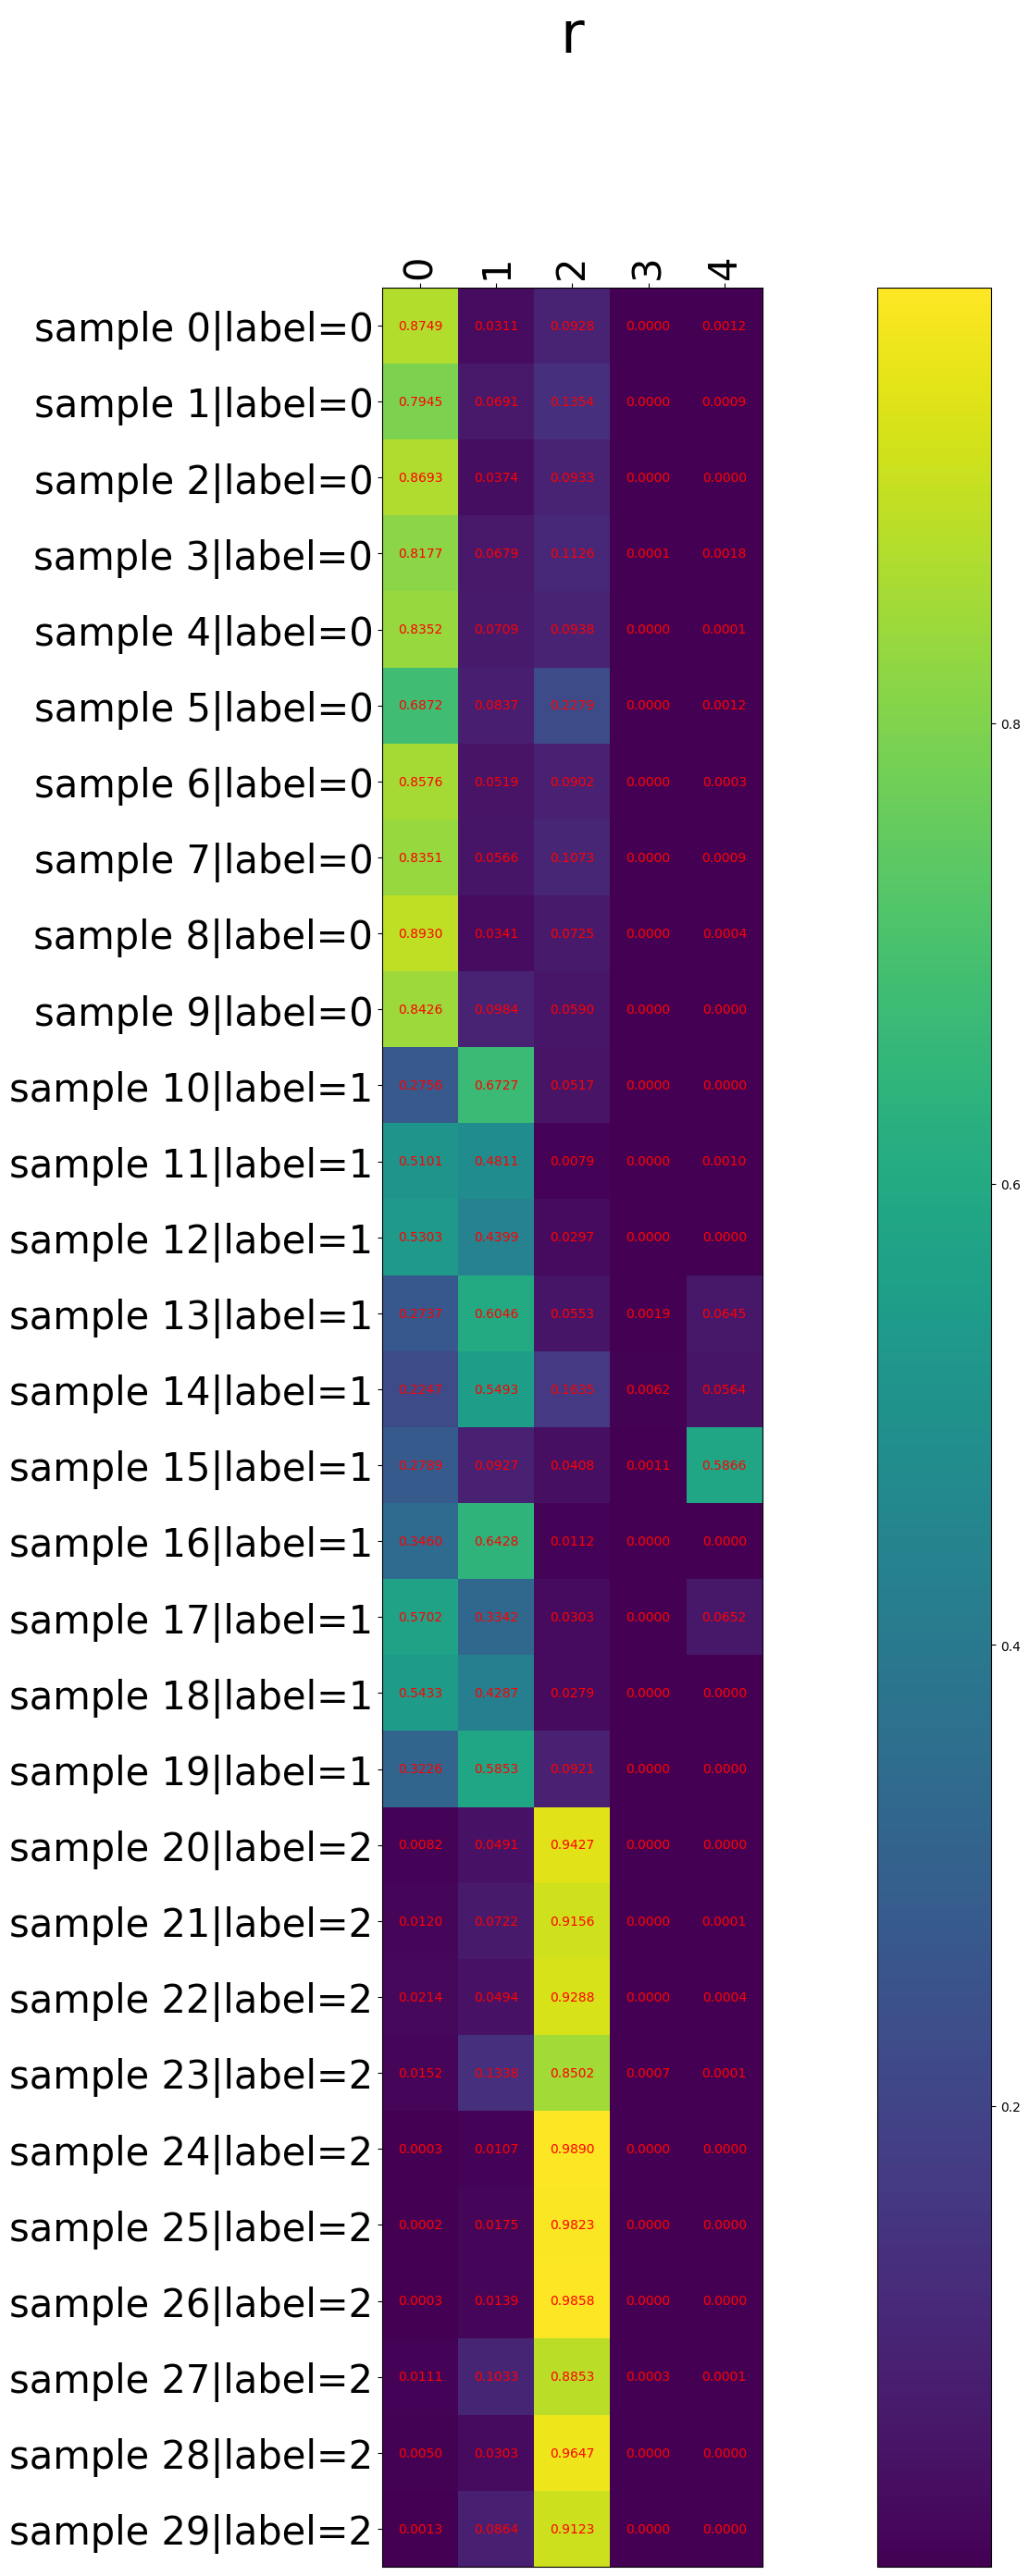 r
0 1 2 3 4
sample 0|label=0 0.8749 0.0311 0.0928 0.0000 0.0012
sample 1|label=0 0.7945 0.0691 0.1354 0.0000 0.0009
sample 2|label=0 0.8693 0.0374 0.0933 0.0000 0.0000
sample 3|label=0 0.8177 0.0679 0.1126 0.0001 0.0018
0.8
sample 4|label=0 0.8352 0.0709 0.0938 0.0000 0.0001
sample 5|label=0 0.6872 0.0837 0.2279 0.0000 0.0012
sample 6|label=0 0.8576 0.0519 0.0902 0.0000 0.0003
sample 7|label=0 0.8351 0.0566 0.1073 0.0000 0.0009
sample 8|label=0 0.8930 0.0341 0.0725 0.0000 0.0004
sample 9|label=0 0.8426 0.0984 0.0590 0.0000 0.0000
sample 10|label=1 0.2756 0.6727 0.0517 0.0000 0.0000
sample 11|label=1 0.5101 0.4811 0.0079 0.0000 0.0010
0.6
sample 12|label=1 0.5303 0.4399 0.0297 0.0000 0.0000
sample 13|label=1 0.2737 0.6046 0.0553 0.0019 0.0645
sample 14|label=1 0.2247 0.5493 0.1635 0.0062 0.0564
sample 15|label=1 0.2789 0.0927 0.0408 0.0011 0.5866
sample 16|label=1 0.3460 0.6428 0.0112 0.0000 0.0000
sample 17|label=1 0.5702 0.3342 0.0303 0.0000 0.0652
0.4
sample 18|label=1 0.5433 0.4287 0.0279 0.0000 0.0000
sample 19|label=1 0.3226 0.5853 0.0921 0.0000 0.0000
sample 20|label=2 0.0082 0.0491 0.9427 0.0000 0.0000
sample 21|label=2 0.0120 0.0722 0.9156 0.0000 0.0001
sample 22|label=2 0.0214 0.0494 0.9288 0.0000 0.0004
sample 23|label=2 0.0152 0.1338 0.8502 0.0007 0.0001
0.2
sample 24|label=2 0.0003 0.0107 0.9890 0.0000 0.0000
sample 25|label=2 0.0002 0.0175 0.9823 0.0000 0.0000
sample 26|label=2 0.0003 0.0139 0.9858 0.0000 0.0000
sample 27|label=2 0.0111 0.1033 0.8853 0.0003 0.0001
sample 28|label=2 0.0050 0.0303 0.9647 0.0000 0.0000
sample 29|label=2 0.0013 0.0864 0.9123 0.0000 0.0000